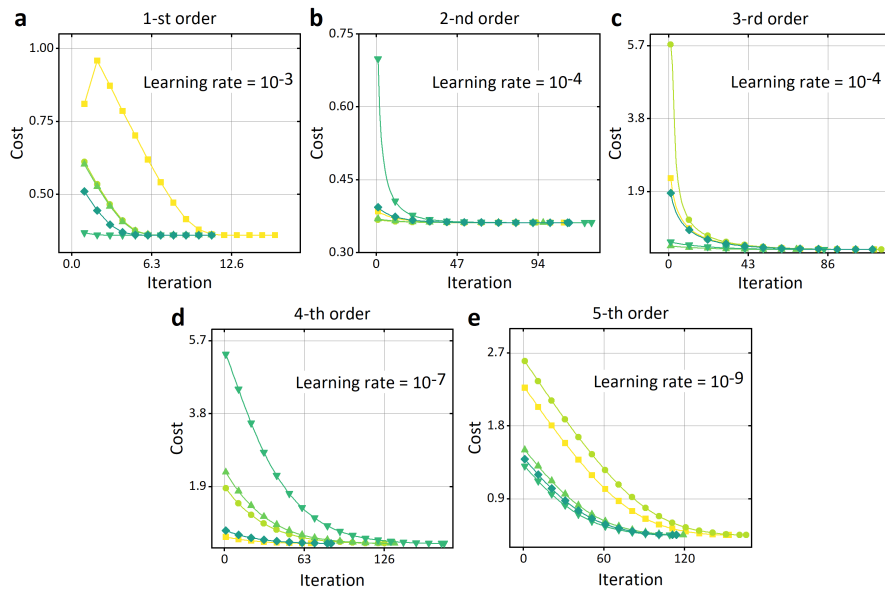 a
1-st order
1.00
0.75
0.50
Cost
Learning rate = 10-3
0.0
6.3
12.6
Iteration
b
2-nd order
0.75
0.60
0.45
0.30
Cost
Learning rate = 10-4
0
47
94
Iteration
c
3-rd order
5.7
3.8
1.9
Cost
Learning rate = 10-4
0
43
86
Iteration
d
4-th order
5.7
3.8
1.9
Cost
Learning rate = 10-7
0
63
126
Iteration
e
5-th order
2.7
1.8
0.9
Cost
Learning rate = 10-9
0
60
120
Iteration